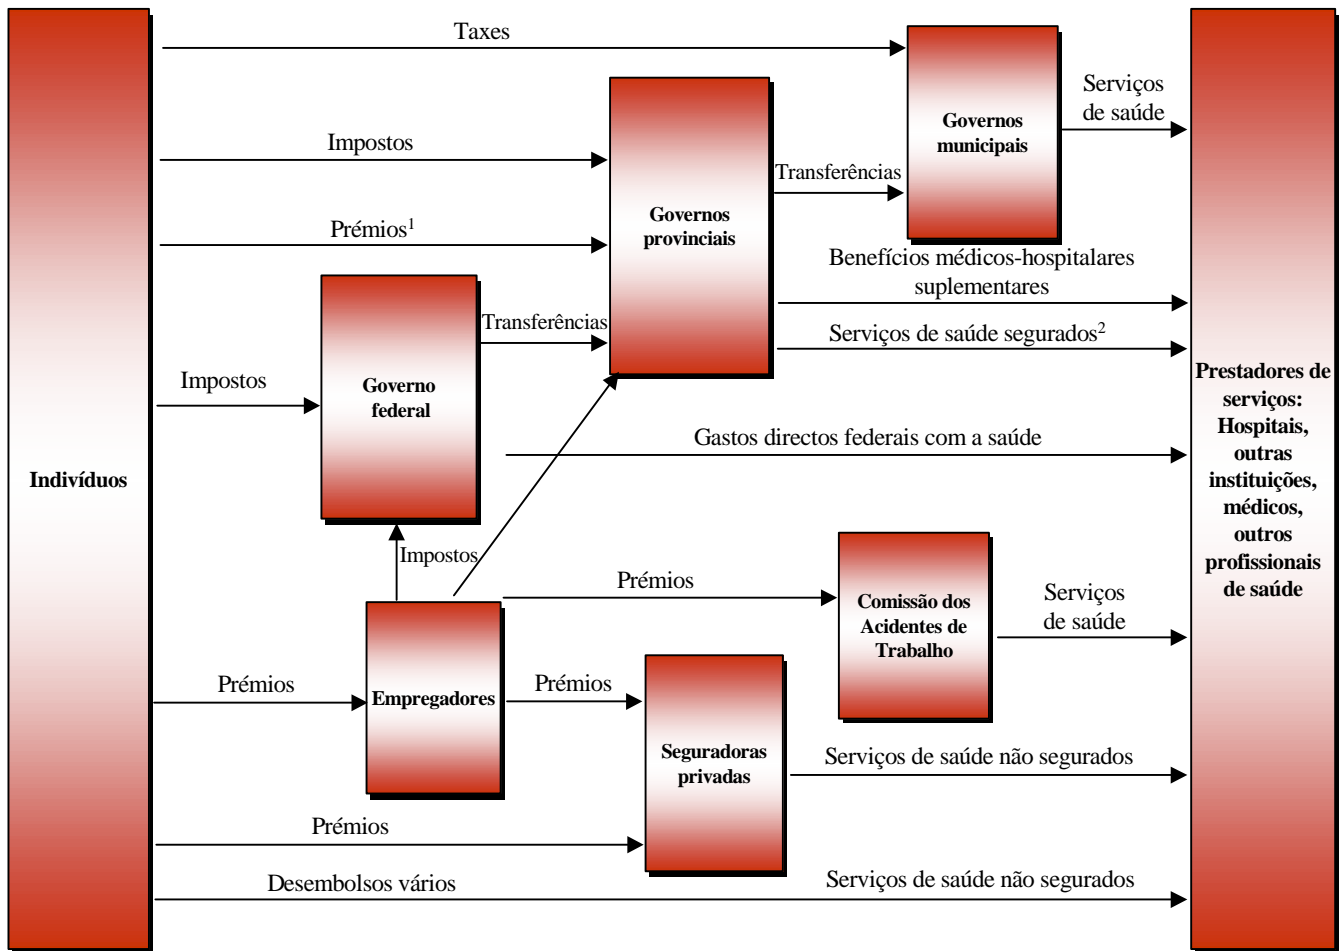 Taxes
Serviços
de saúde
Governos
municipais
Impostos
Transferências
Governos
provinciais
Prémios1
Benefícios médicos-hospitalares
suplementares
Transferências
Serviços de saúde segurados2
Impostos
Governo
federal
Prestadores de
serviços:
Hospitais,
outras
instituições,
médicos,
outros
profissionais
de saúde
Gastos directos federais com a saúde
Indivíduos
Impostos
Prémios
Comissão dos
Acidentes de
Trabalho
Serviços
de saúde
Prémios
Empregadores
Prémios
Seguradoras
privadas
Serviços de saúde não segurados
Prémios
Desembolsos vários
Serviços de saúde não segurados